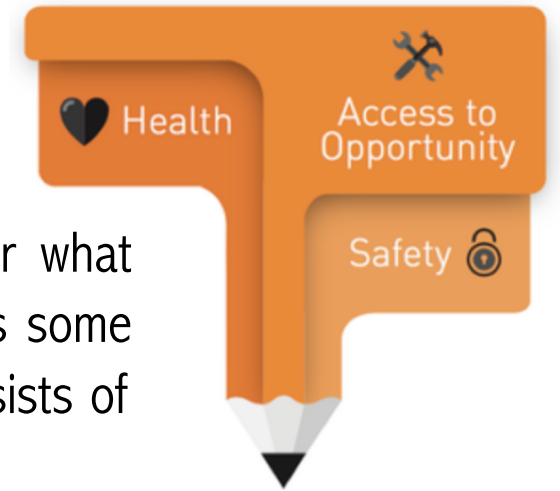 Health
Access to
Opportunity
Safety
r what
s some
sists of